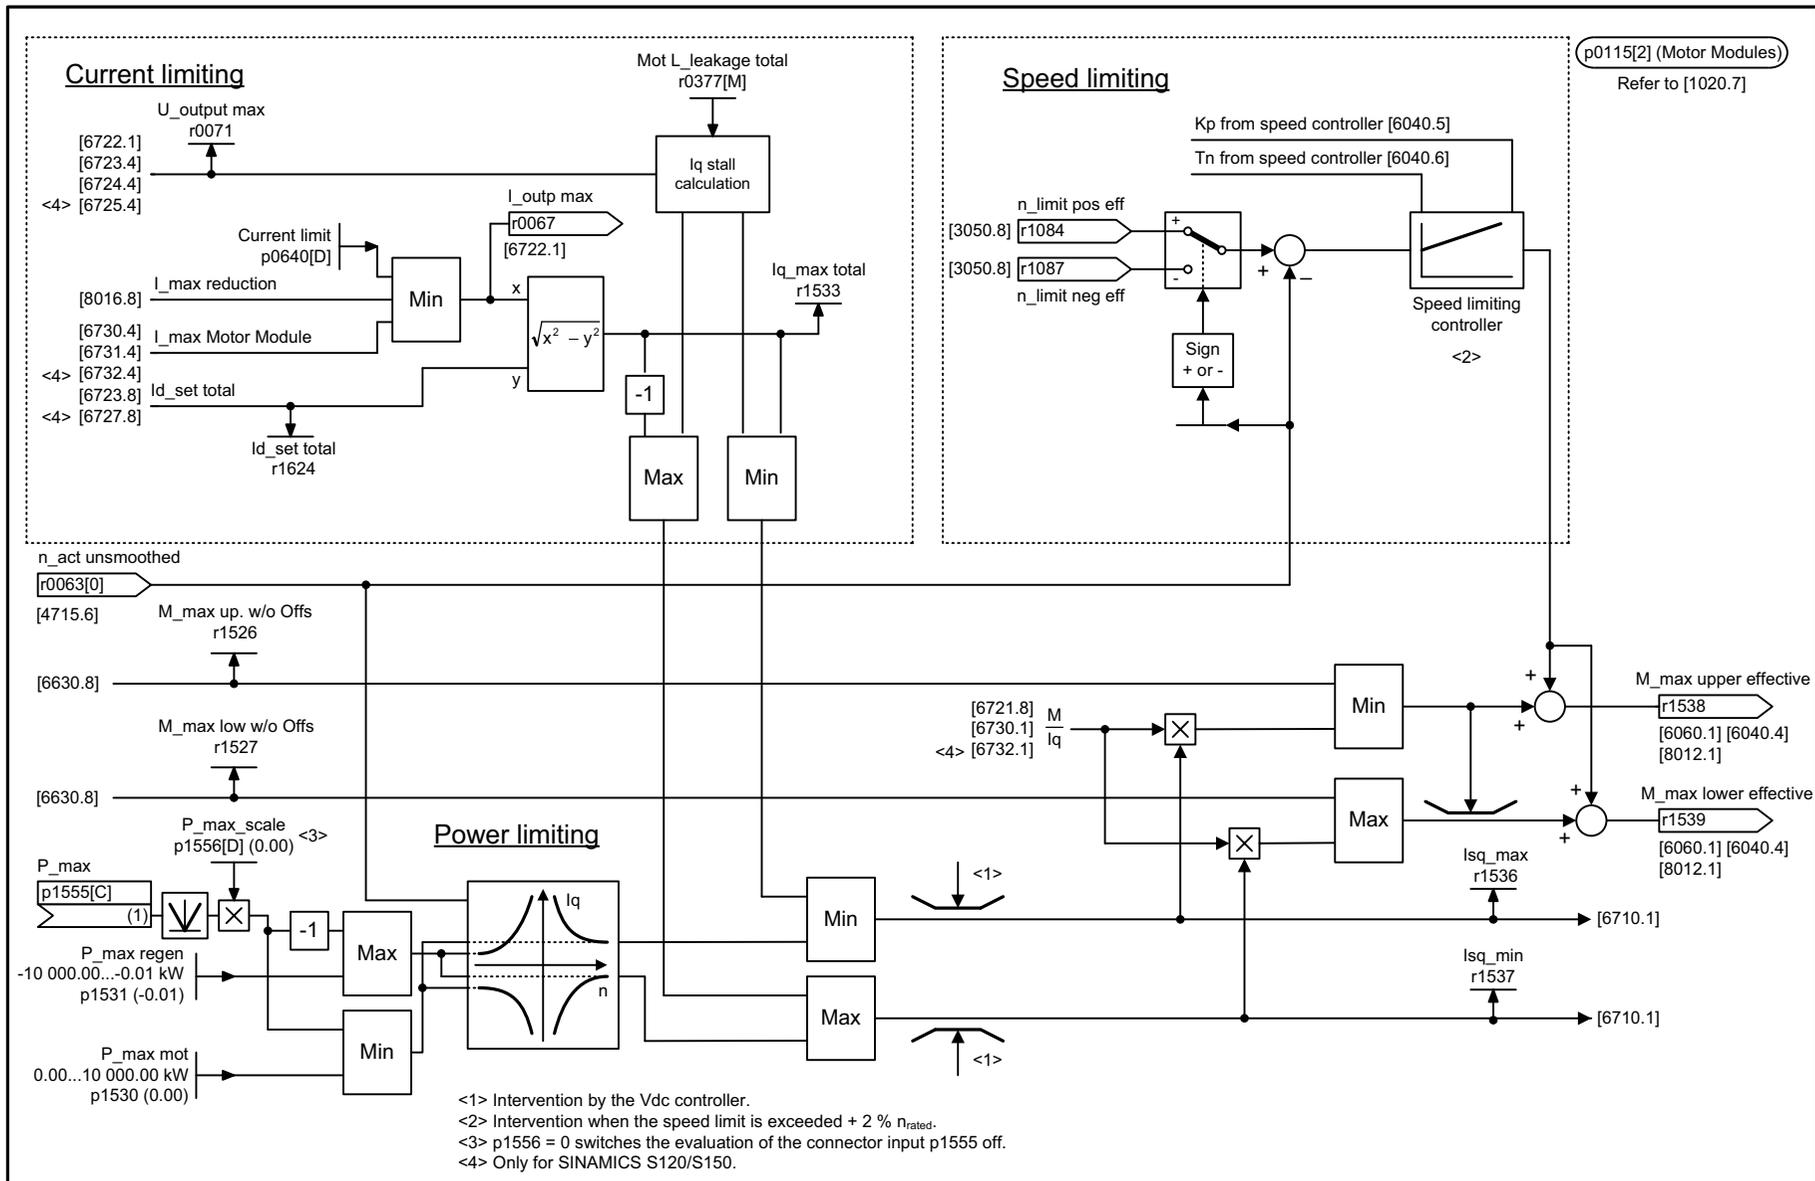 Current limiting
U_output max
r0071
[6722.1]
[6723.4]
[6724.4]
<4> [6725.4]
Mot L_leakage total
r0377[M]
Iq stall
calculation
Current limit
p0640[D]
I_outp max
r0067
[6722.1]
[8016.8]
I_max reduction
Min
x
y
√x² – y²
Iq_max total
r1533
[6730.4]
[6731.4]
<4> [6732.4]
I_max Motor Module
[6723.8]
<4> [6727.8]
Id_set total
Id_set total
r1624
-1
Max
Min
Speed limiting
p0115[2] (Motor Modules)
Refer to [1020.7]
Kp from speed controller [6040.5]
Tn from speed controller [6040.6]
n_limit pos eff
[3050.8] r1084
[3050.8] r1087
n_limit neg eff
+
-
+
–
Sign
+ or -
Speed limiting
controller
<2>
n_act unsmoothed
r0063[0]
[4715.6]
M_max up. w/o Offs
r1526
[6630.8]
M_max low w/o Offs
r1527
[6630.8]
[6721.8]
[6730.1]
<4> [6732.1]
M
Iq
Min
Max
+
+
+
+
M_max upper effective
r1538
[6060.1] [6040.4]
[8012.1]
M_max lower effective
r1539
[6060.1] [6040.4]
[8012.1]
P_max_scale
p1556[D] (0.00) <3>
Power limiting
P_max
p1555[C]
(1)
-1
Max
P_max regen
-10 000.00...-0.01 kW
p1531 (-0.01)
Min
P_max mot
0.00...10 000.00 kW
p1530 (0.00)
Iq
n
Min
Max
<1>
<1>
Isq_max
r1536
[6710.1]
Isq_min
r1537
[6710.1]
<1> Intervention by the Vdc controller.
<2> Intervention when the speed limit is exceeded + 2 % nrated.
<3> p1556 = 0 switches the evaluation of the connector input p1555 off.
<4> Only for SINAMICS S120/S150.